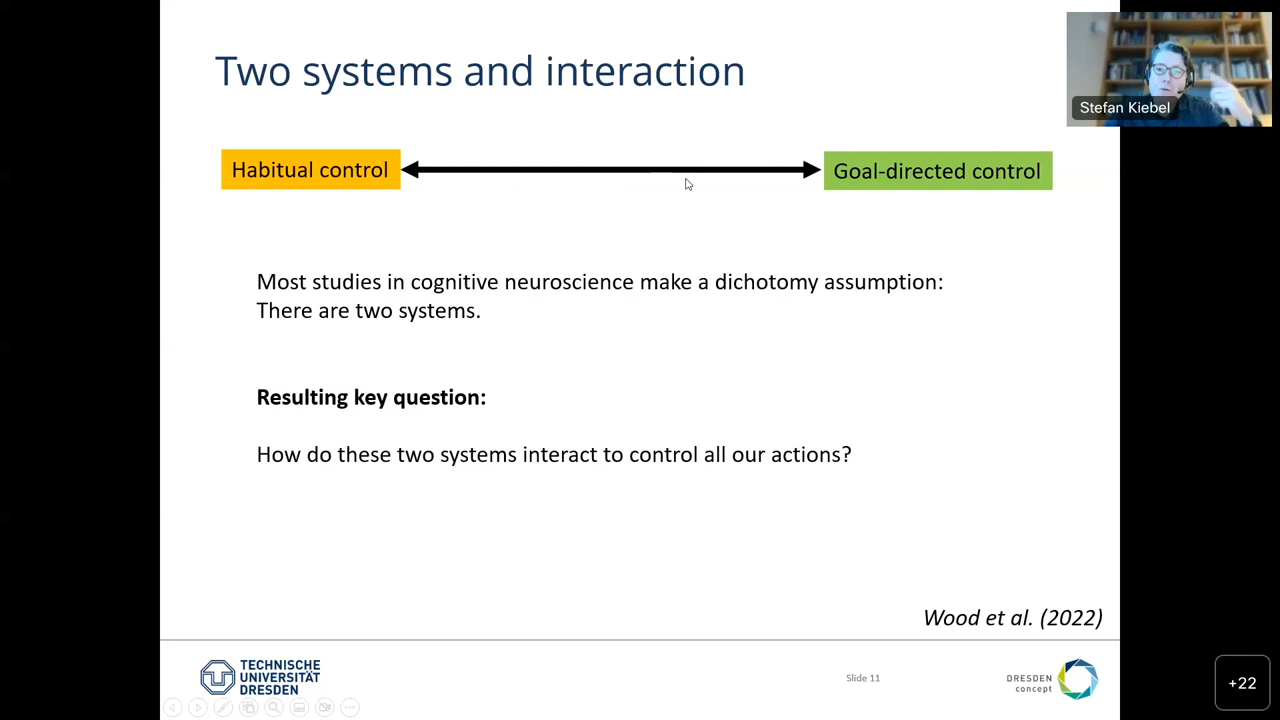 Two systems and interaction
Stefan Kiebel
Habitual control
Goal-directed control
Most studies in cognitive neuroscience make a dichotomy assumption:
There are two systems.
Resulting key question:
How do these two systems interact to control all our actions?
Wood et al. (2022)
TECHNISCHE
UNIVERSITÄT
DRESDEN
Slide 11
DRESDEN
concept
+22